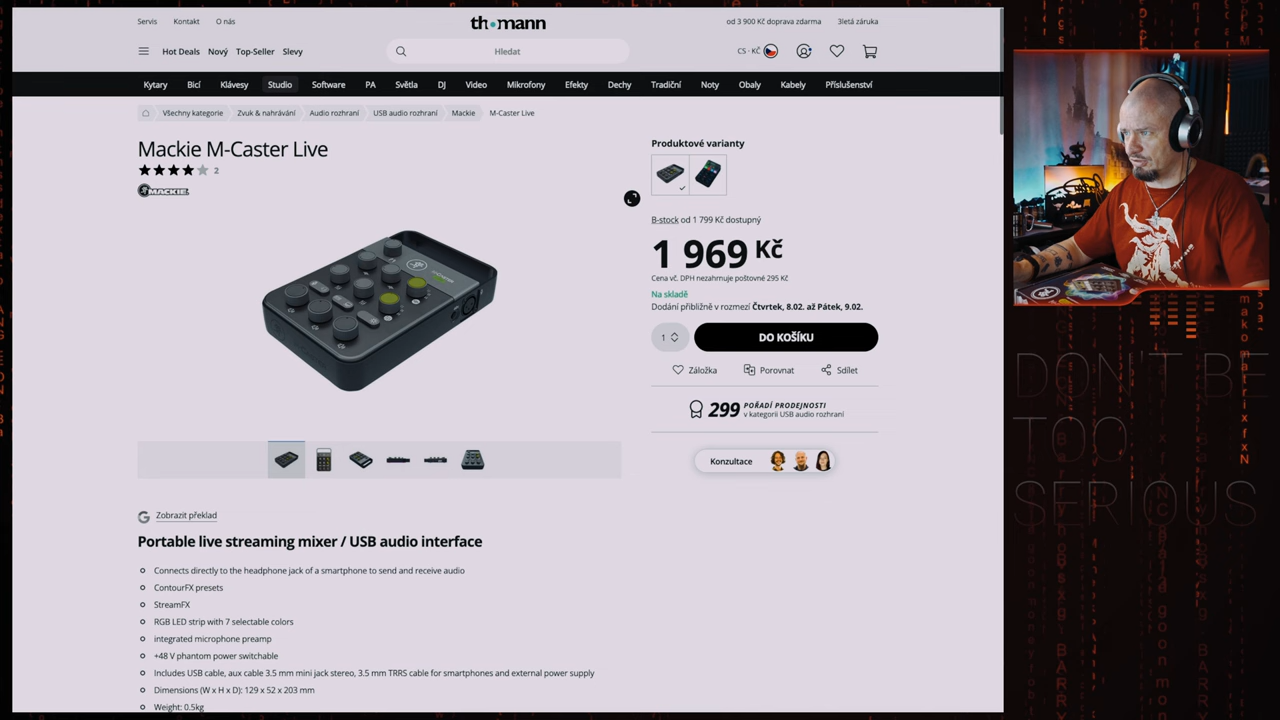 Servis Kontakt O nás
th•mann
od 3 900 Kč doprava zdarma 3letá záruka
Hot Deals Nový Top-Seller Slevy
Hledat
CS · KČ
Kytary Bicí Klávesy Studio Software PA Světla DJ Video Mikrofony Efekty Dechy Tradiční Noty Obaly Kabely Příslušenství
Všechny kategorie Zvuk & nahrávání Audio rozhraní USB audio rozhraní Mackie M-Caster Live
Mackie M-Caster Live
2
MACKIE.
Produktové varianty
B-stock od 1 799 Kč dostupný
1 969 Kč
Cena vč. DPH nezahrnuje poštovné 295 Kč
Na skladě
Dodání přibližně v rozmezí Čtvrtek, 8.02. až Pátek, 9.02.
1
DO KOŠÍKU
Záložka Porovnat Sdílet
299 POŘADÍ PRODEJNOSTI
v kategorii USB audio rozhraní
Konzultace
Zobrazit překlad
Portable live streaming mixer / USB audio interface
Connects directly to the headphone jack of a smartphone to send and receive audio
ContourFX presets
StreamFX
RGB LED strip with 7 selectable colors
integrated microphone preamp
+48 V phantom power switchable
Includes USB cable, aux cable 3.5 mm mini jack stereo, 3.5 mm TRRS cable for smartphones and external power supply
Dimensions (W x H x D): 129 x 52 x 203 mm
Weight: 0.5kg
DON'T BE
TOO
SERIOUS